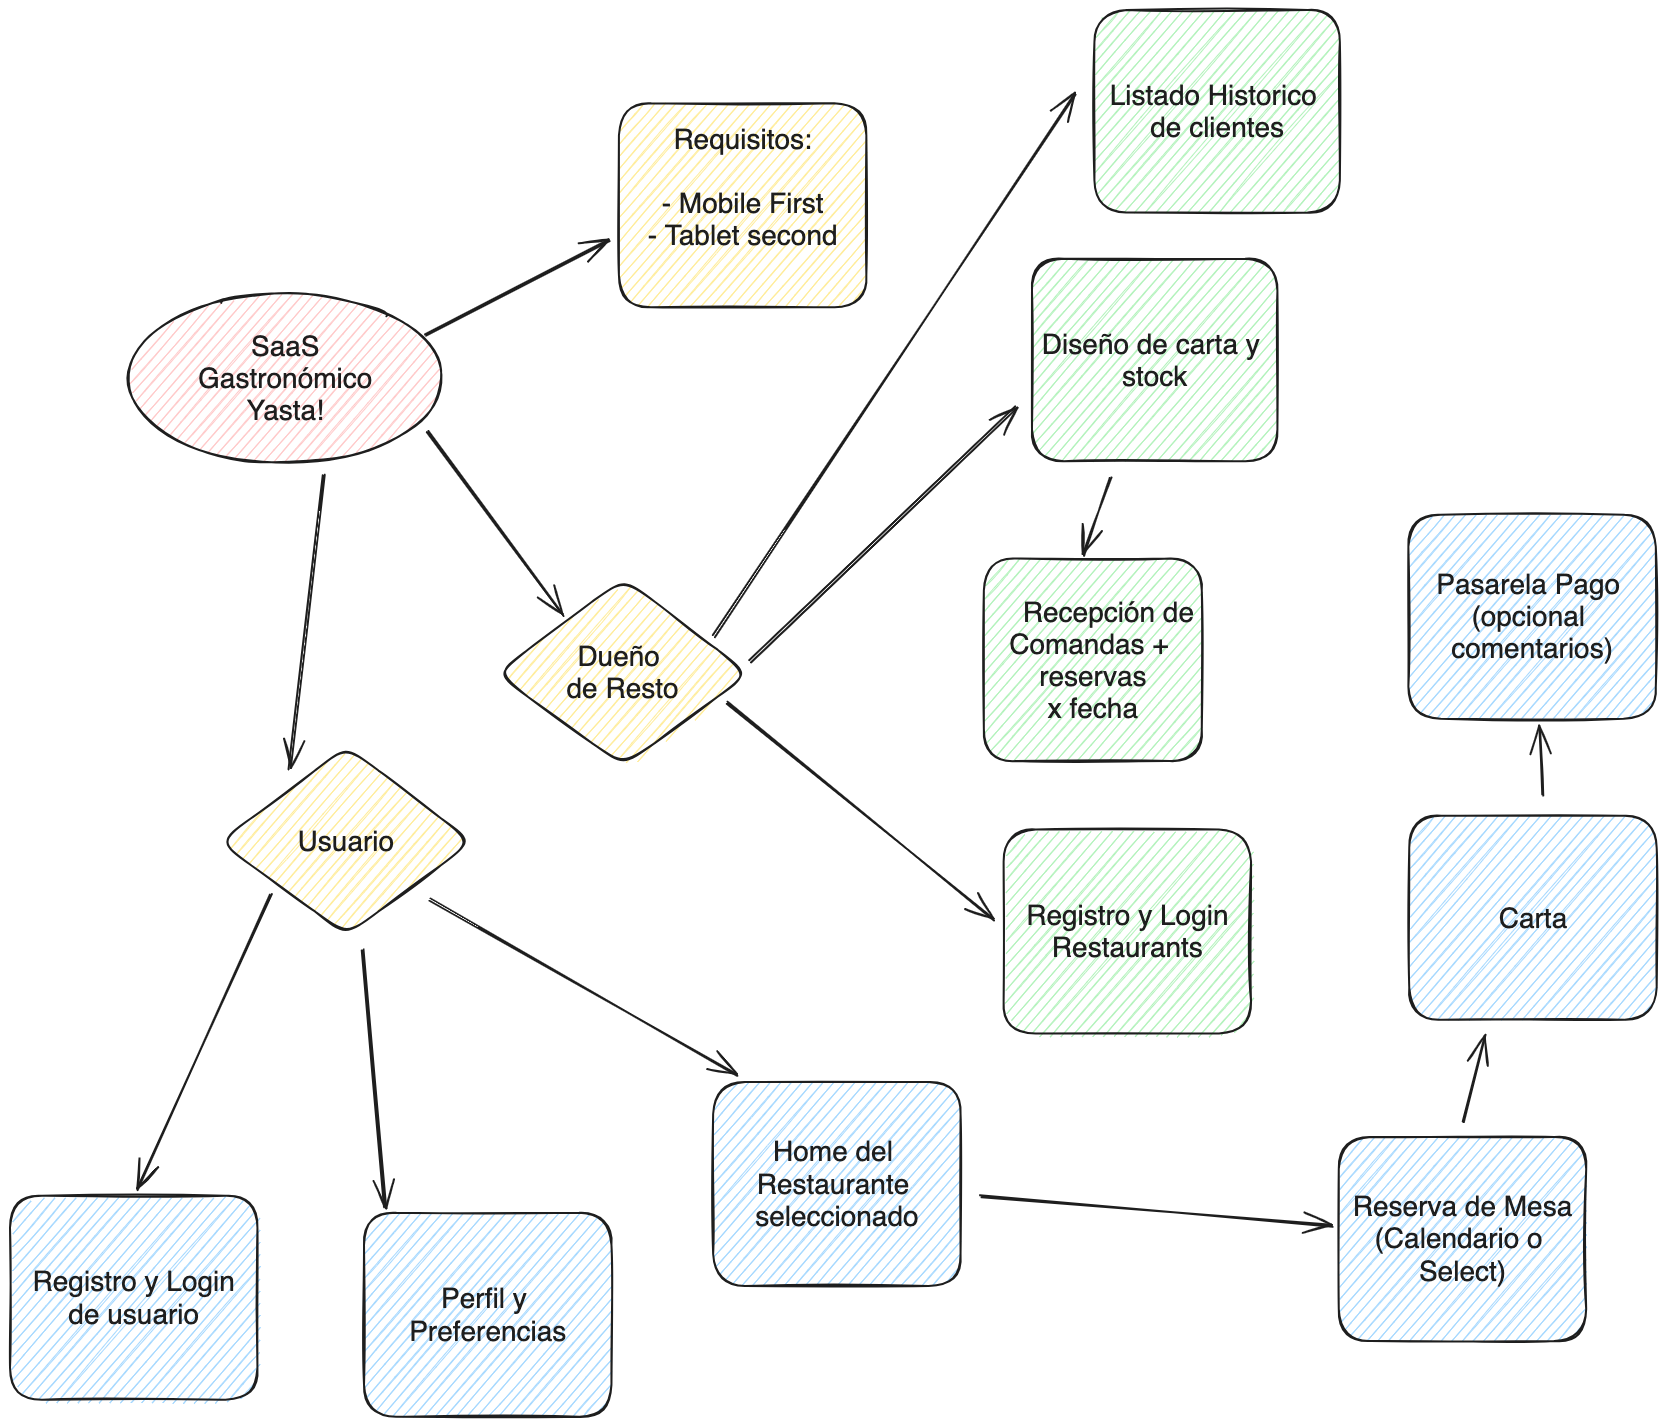 Listado Historico
de clientes
Requisitos:
- Mobile First
- Tablet second
SaaS
Gastronómico
Yasta!
Diseño de carta y
stock
Recepción de
Comandas +
reservas
x fecha
Pasarela Pago
(opcional
comentarios)
Dueño
de Resto
Usuario
Registro y Login
Restaurants
Carta
Home del
Restaurante
seleccionado
Reserva de Mesa
(Calendario o
Select)
Registro y Login
de usuario
Perfil y
Preferencias